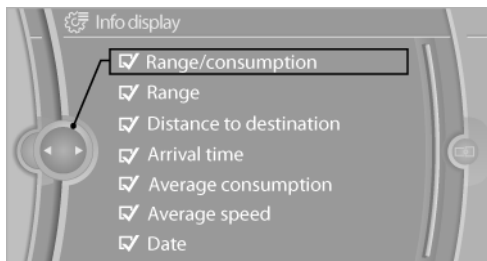 Info display
Range/consumption
Range
Distance to destination
Arrival time
Average consumption
Average speed
Date